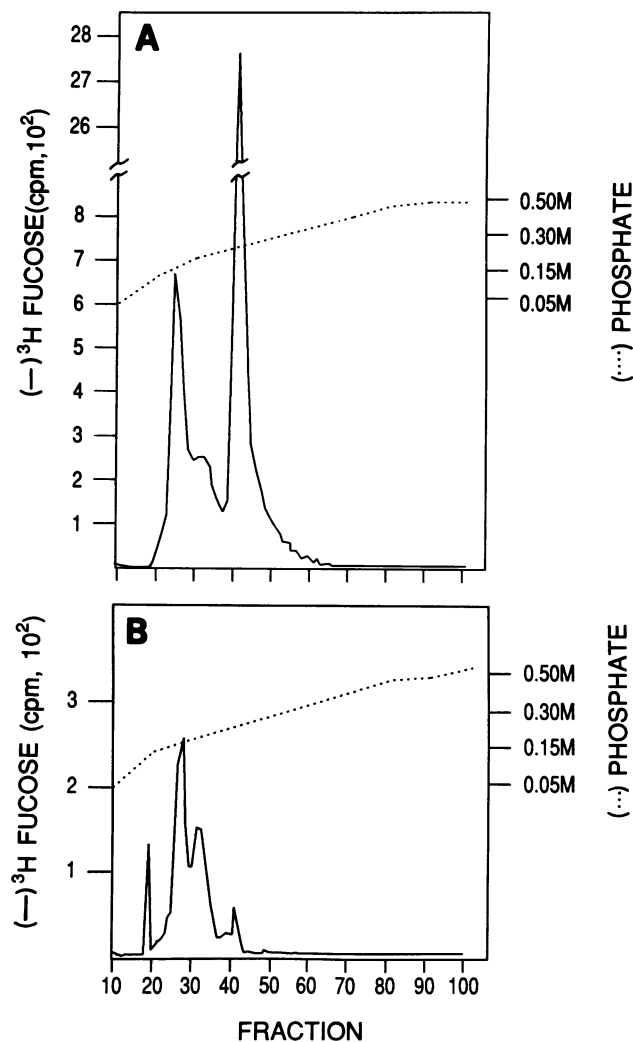 A
28
27
26
8
7
6
5
4
3
2
1
(—)³H FUCOSE(cpm,10²)
0.50M
0.30M
0.15M
0.05M
(····) PHOSPHATE
B
3
2
1
(—)³H FUCOSE (cpm, 10²)
0.50M
0.30M
0.15M
0.05M
(···) PHOSPHATE
10 20 30 40 50 60 70 80 90 100
FRACTION